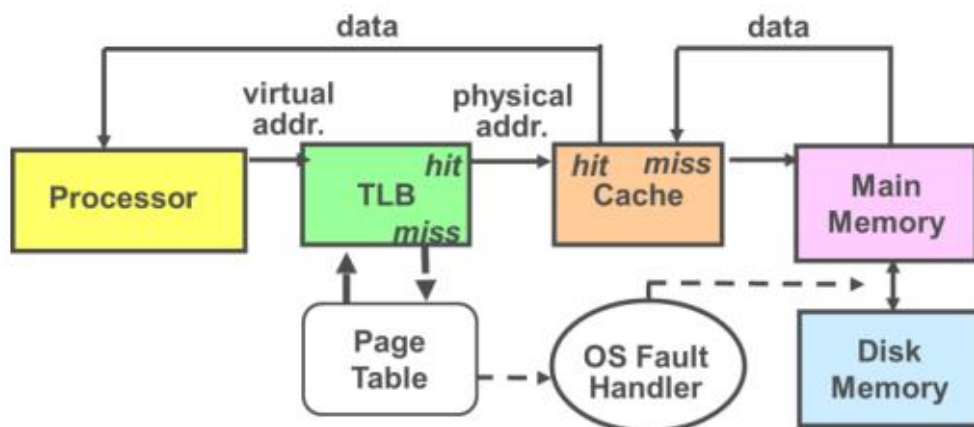 data
data
virtual
addr.
physical
addr.
Processor
hit
TLB
miss
hit
miss
Cache
Main
Memory
Page
Table
OS Fault
Handler
Disk
Memory